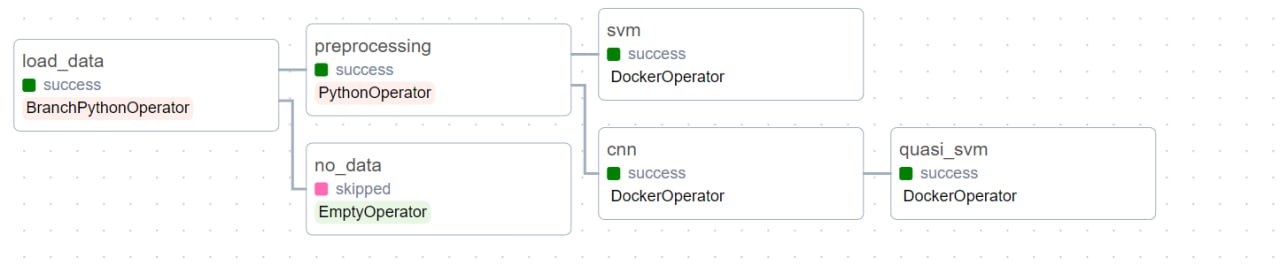 load_data
success
BranchPythonOperator
preprocessing
success
PythonOperator
no_data
skipped
EmptyOperator
svm
success
DockerOperator
cnn
success
DockerOperator
quasi_svm
success
DockerOperator